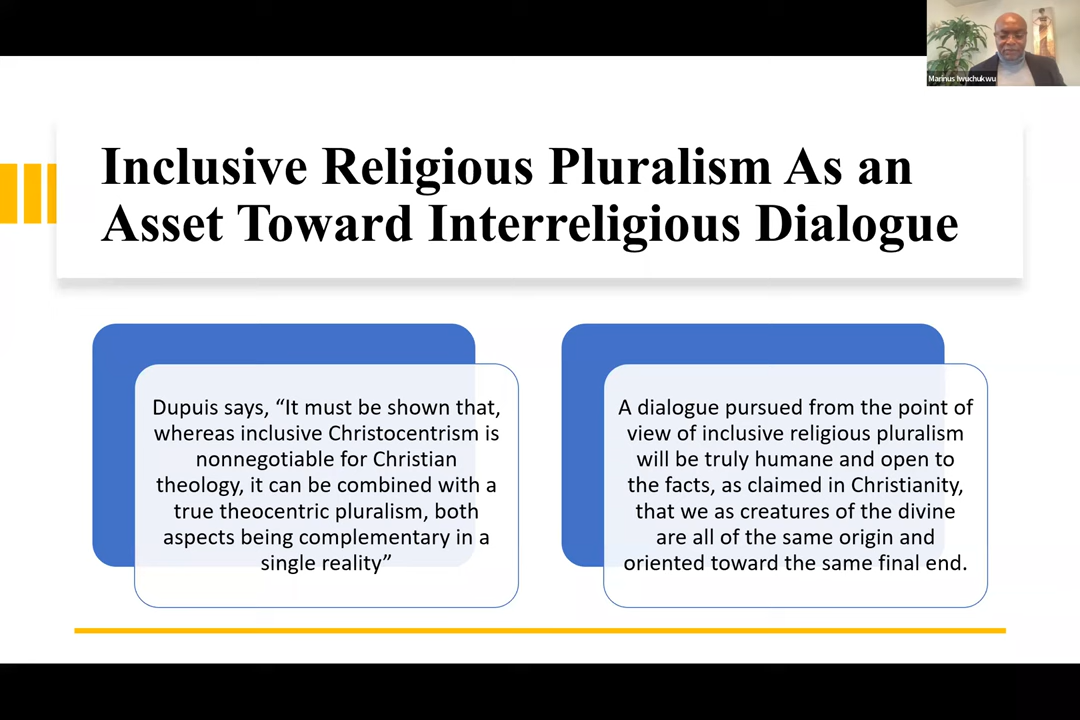 Marinus Iwuchukwu
Inclusive Religious Pluralism As an
Asset Toward Interreligious Dialogue
Dupuis says, “It must be shown that,
whereas inclusive Christocentrism is
nonnegotiable for Christian
theology, it can be combined with a
true theocentric pluralism, both
aspects being complementary in a
single reality”
A dialogue pursued from the point of
view of inclusive religious pluralism
will be truly humane and open to
the facts, as claimed in Christianity,
that we as creatures of the divine
are all of the same origin and
oriented toward the same final end.